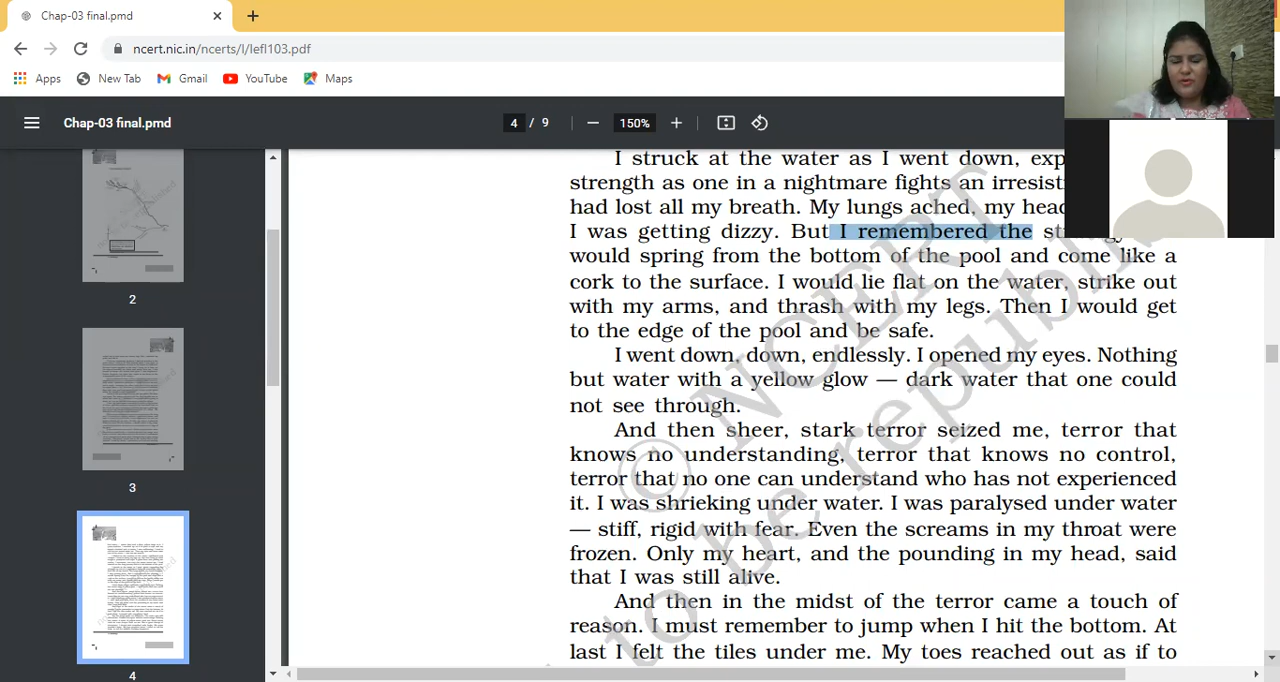 Chap-03 final.pmd
ncert.nic.in/ncerts/l/lefl103.pdf
Apps New Tab Gmail YouTube Maps
Chap-03 final.pmd 4 / 9 150%
2
3
4
I struck at the water as I went down,
strength as one in a nightmare fights an
had lost all my breath. My lungs ached, my
I was getting dizzy. But I remembered the
would spring from the bottom of the pool and come like a
cork to the surface. I would lie flat on the water, strike out
with my arms, and thrash with my legs. Then I would get
to the edge of the pool and be safe.
I went down, down, endlessly. I opened my eyes. Nothing
but water with a yellow glow — dark water that one could
not see through.
And then sheer, stark terror seized me, terror that
knows no understanding, terror that knows no control,
terror that no one can understand who has not experienced
it. I was shrieking under water. I was paralysed under water
— stiff, rigid with fear. Even the screams in my throat were
frozen. Only my heart, and the pounding in my head, said
that I was still alive.
And then in the midst of the terror came a touch of
reason. I must remember to jump when I hit the bottom. At
last I felt the tiles under me. My toes reached out as if to
© NCERT
to be republi